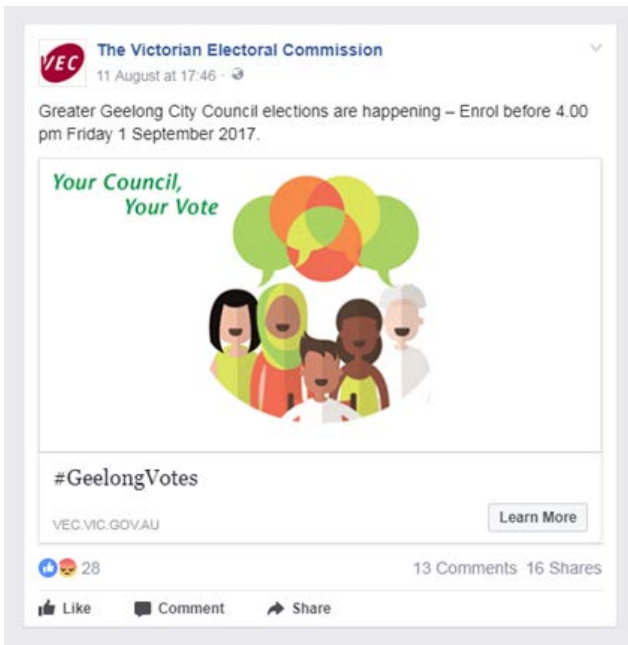 VEC
The Victorian Electoral Commission
11 August at 17:46 ·
Greater Geelong City Council elections are happening – Enrol before 4.00
pm Friday 1 September 2017.
Your Council,
Your Vote
#GeelongVotes
VEC.VIC.GOV.AU
Learn More
28
13 Comments 16 Shares
Like Comment Share